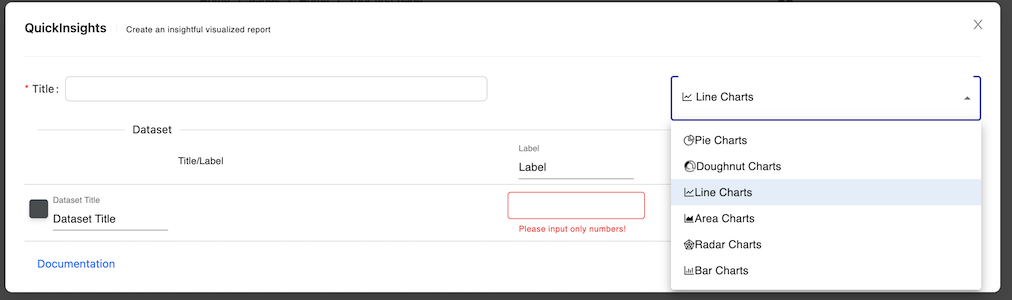 QuickInsights
Create an insightful visualized report
* Title :
Line Charts
Dataset
Title/Label
Label
Label
Dataset Title
Dataset Title
Please input only numbers!
Documentation
Pie Charts
Doughnut Charts
Line Charts
Area Charts
Radar Charts
Bar Charts